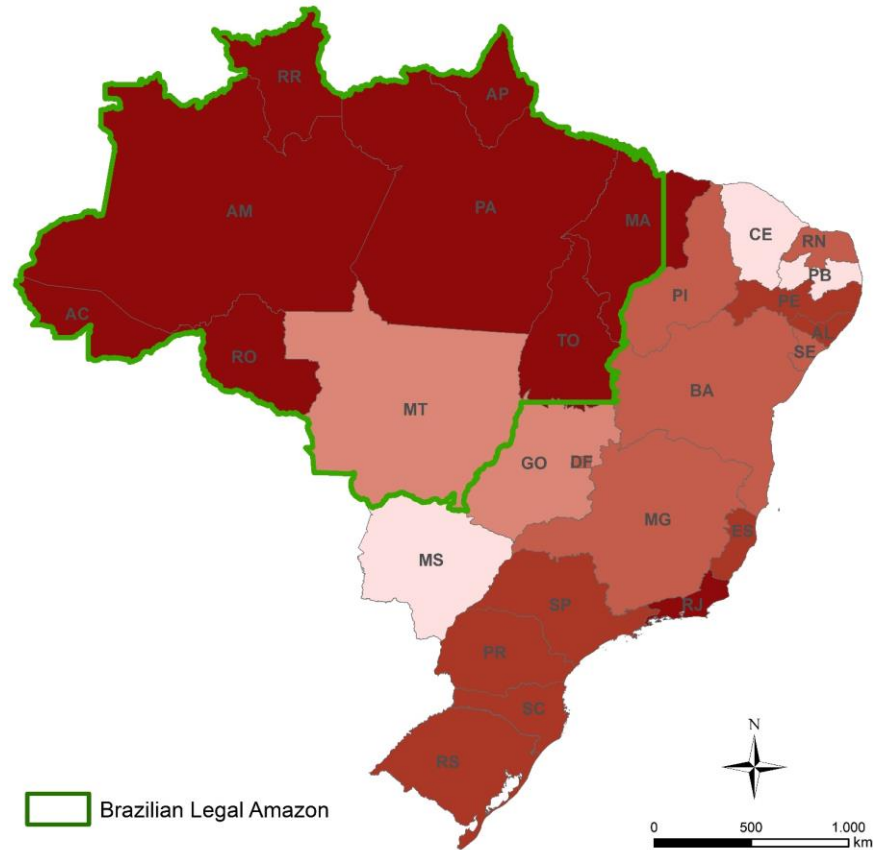 RR
AP
AM
PA
MA
CE
RN
PB
PI
PE
AC
AL
TO
SE
RO
BA
MT
GO
DF
MG
ES
MS
SP
RJ
PR
SC
N
RS
Brazilian Legal Amazon
0 500 1.000
km